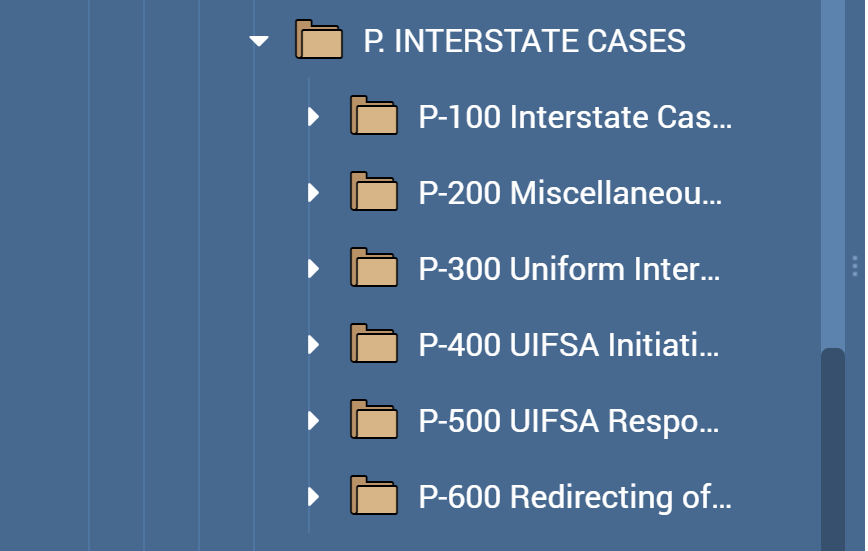 P. INTERSTATE CASES
P-100 Interstate Cas...
P-200 Miscellaneou...
P-300 Uniform Inter...
P-400 UIFSA Initiati...
P-500 UIFSA Respo...
P-600 Redirecting of...